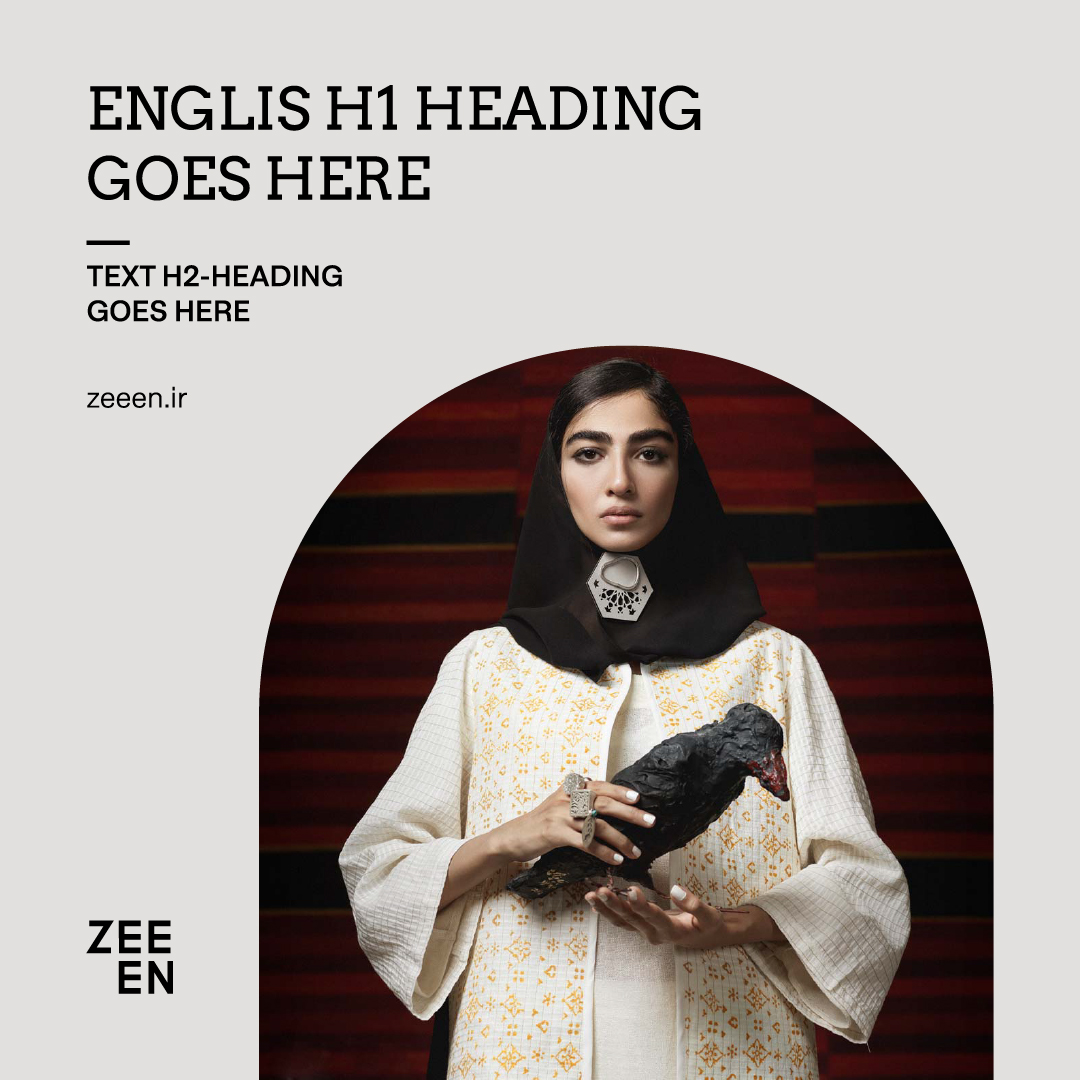 ENGLIS H1 HEADING
GOES HERE
TEXT H2-HEADING
GOES HERE
zeeen.ir
ZEE
EN